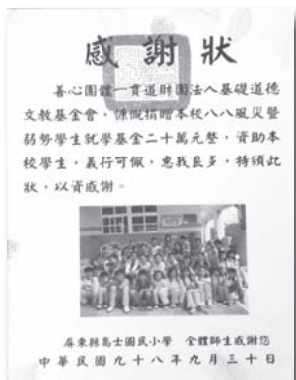 感謝狀
善心團體一貫道財團法人基礎道德
文教基金會，慷慨捐贈本校八八風災暨
弱勢學生就學基金二十萬元整，資助本
校學生，義行可佩，惠我良多，特頒此
狀，以資感謝。
屏東縣高士國民小學 全體師生感謝您
中華民國九十八年九月三十日